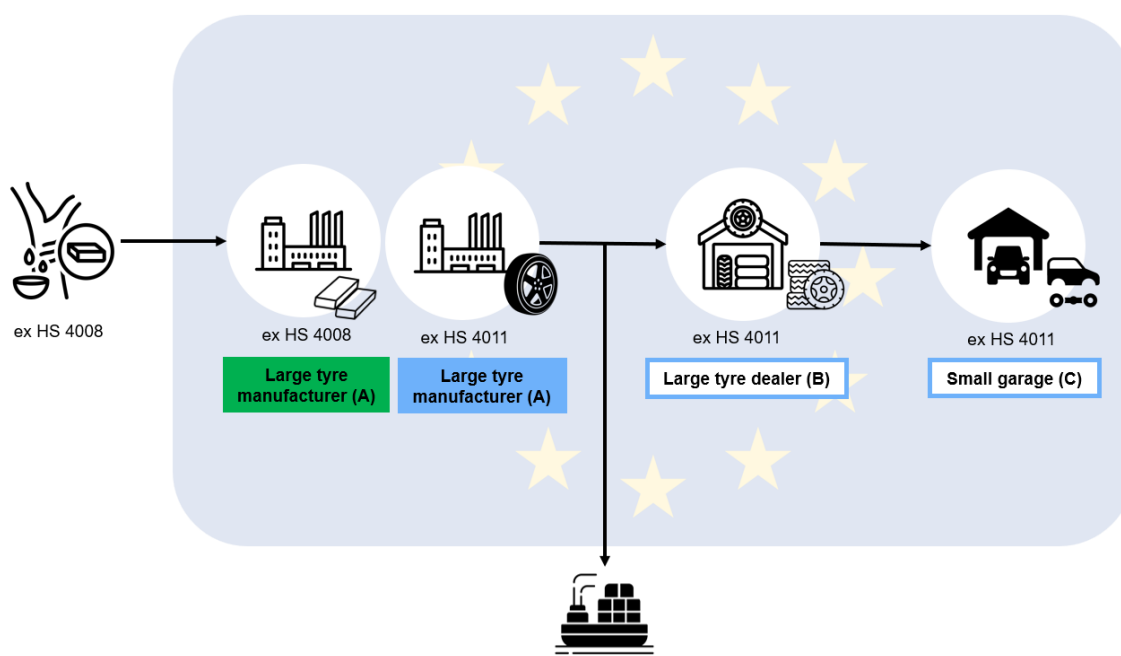 ex HS 4008
ex HS 4008
Large tyre
manufacturer (A)
ex HS 4011
Large tyre
manufacturer (A)
ex HS 4011
Large tyre dealer (B)
ex HS 4011
Small garage (C)